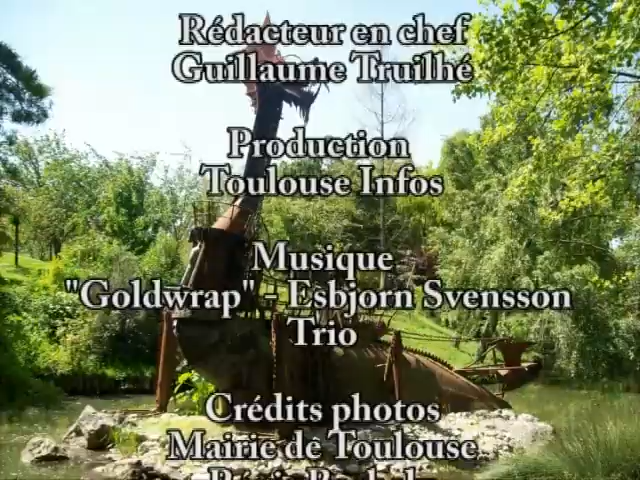 Rédacteur en chef
Guillaume Truilhé
Production
Toulouse Infos
Musique
"Goldwrap" - Esbjorn Svensson
Trio
Crédits photos
Mairie de Toulouse